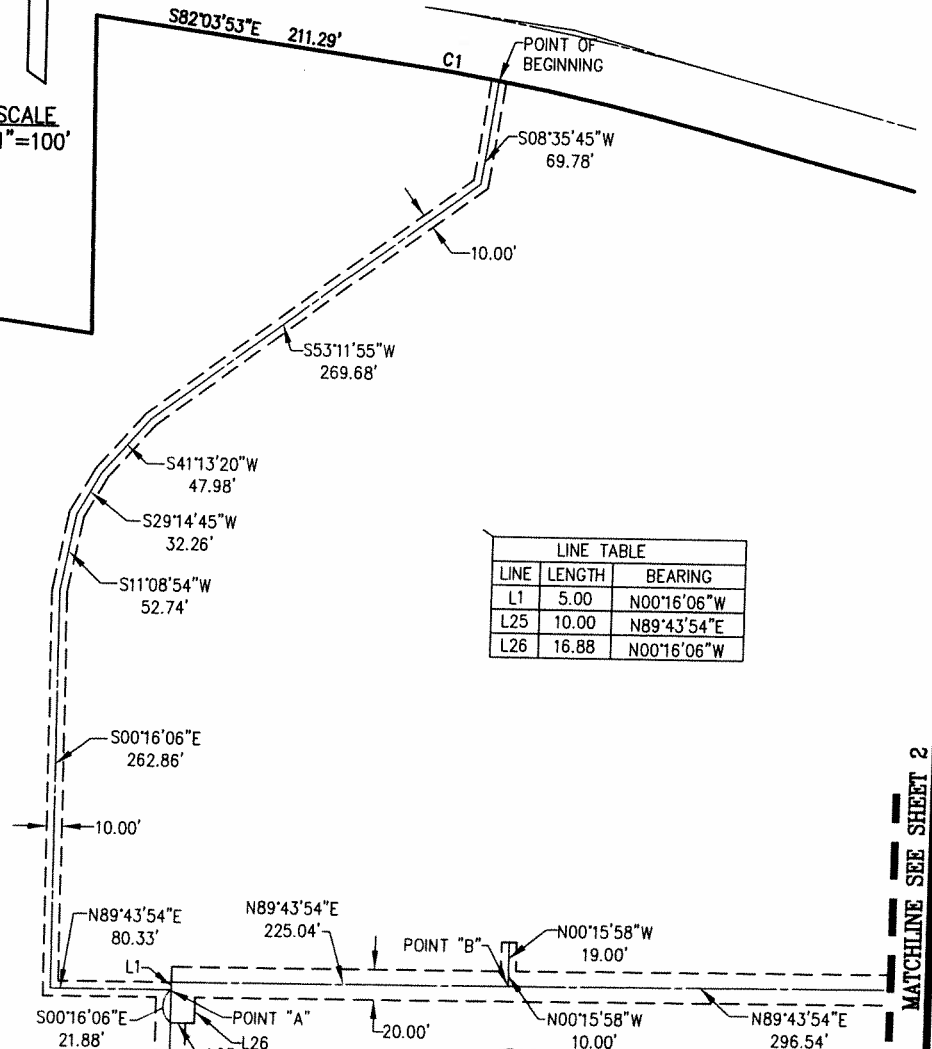 S82°03'53"E 211.29'
C1
POINT OF
BEGINNING
SCALE
1"=100'
S08°35'45"W
69.78'
10.00'
S53°11'55"W
269.68'
S41°13'20"W
47.98'
S29°14'45"W
32.26'
S11°08'54"W
52.74'
LINE TABLE
LINE LENGTH BEARING
L1 5.00 N00°16'06"W
L25 10.00 N89°43'54"E
L26 16.88 N00°16'06"W
S00°16'06"E
262.86'
10.00'
MATCHLINE SEE SHEET 2
N89°43'54"E
80.33'
N89°43'54"E
225.04'
POINT "B"
N00°15'58"W
19.00'
L1
S00°16'06"E
21.88'
POINT "A"
L26
20.00'
N00°15'58"W
10.00'
N89°43'54"E
296.54'